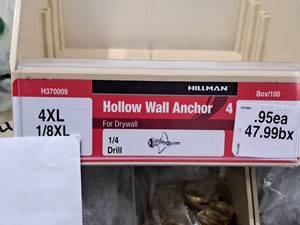 H370009
HILLMAN
Box/100
4XL
1/8XL
Hollow Wall Anchor 4
For Drywall
1/4
Drill
.95ea
47.99bx